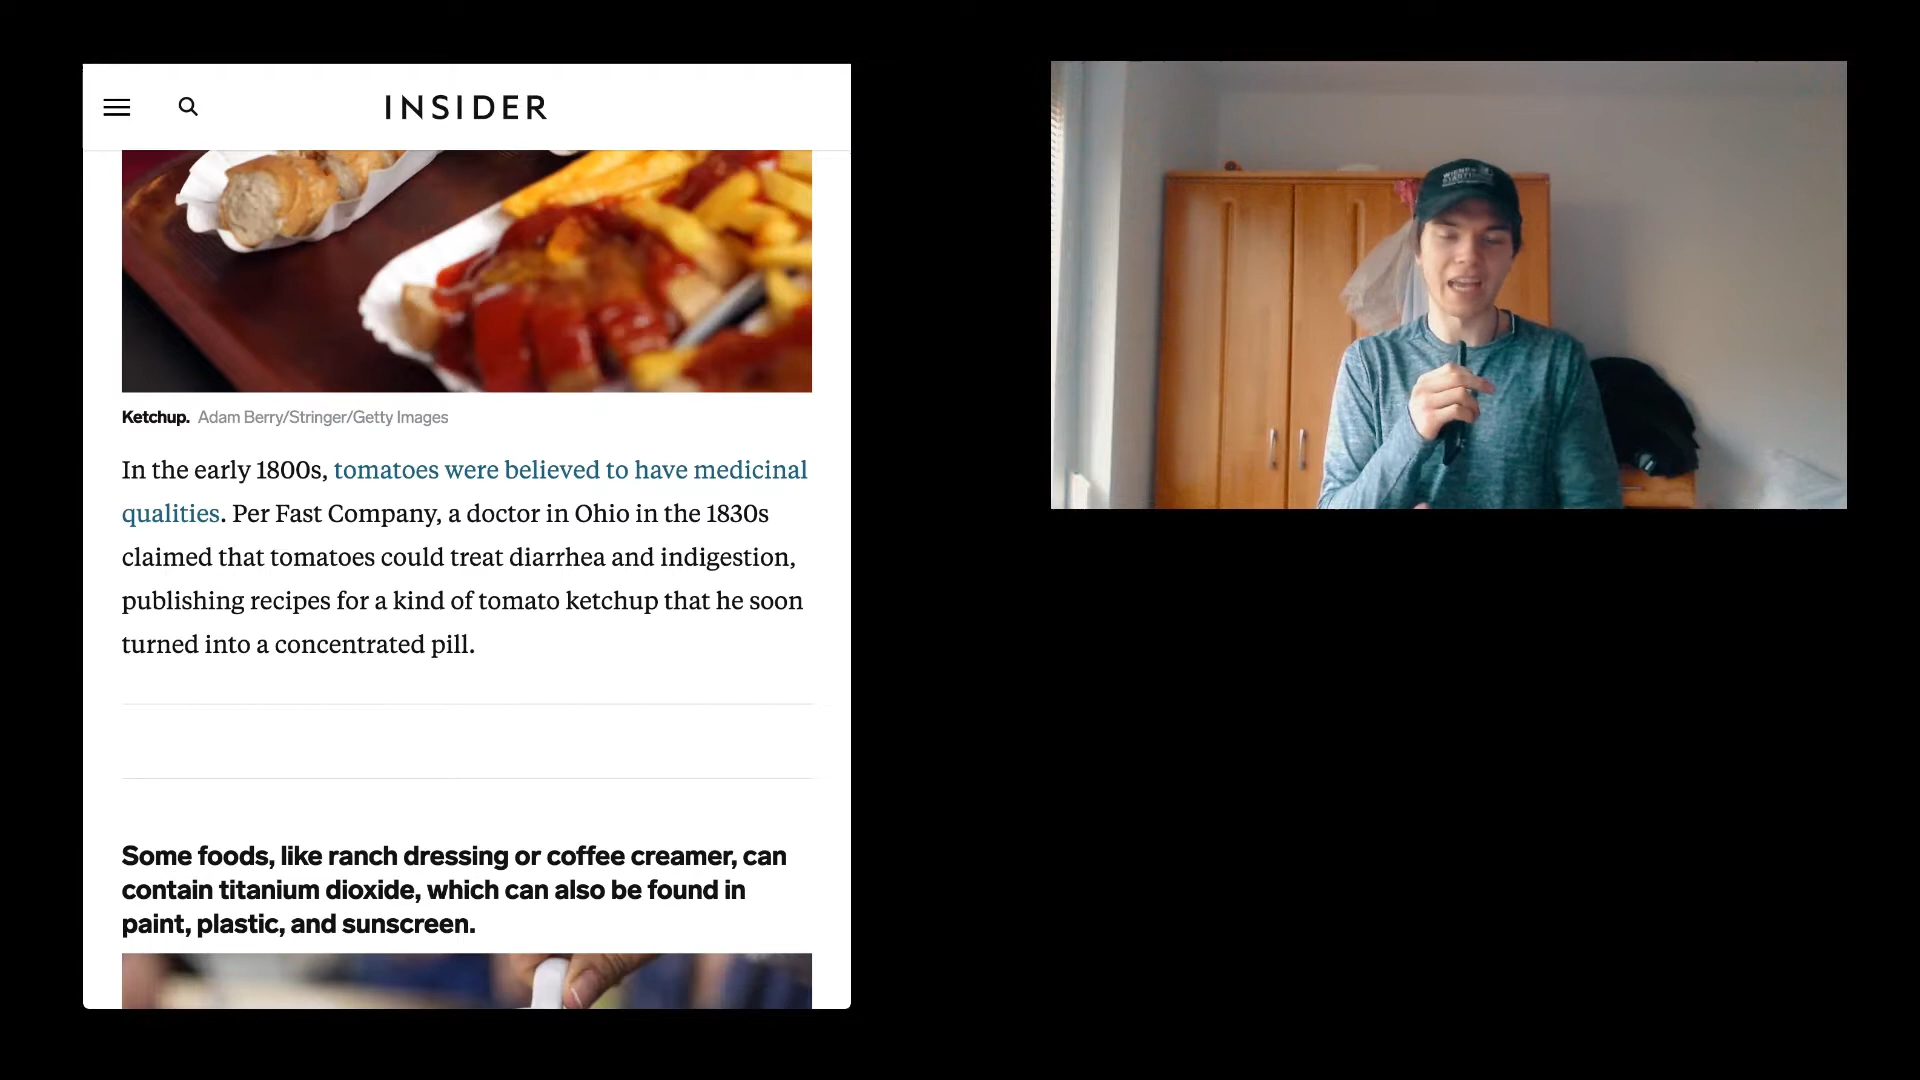 INSIDER
Ketchup. Adam Berry/Stringer/Getty Images
In the early 1800s, tomatoes were believed to have medicinal
qualities. Per Fast Company, a doctor in Ohio in the 1830s
claimed that tomatoes could treat diarrhea and indigestion,
publishing recipes for a kind of tomato ketchup that he soon
turned into a concentrated pill.
Some foods, like ranch dressing or coffee creamer, can
contain titanium dioxide, which can also be found in
paint, plastic, and sunscreen.